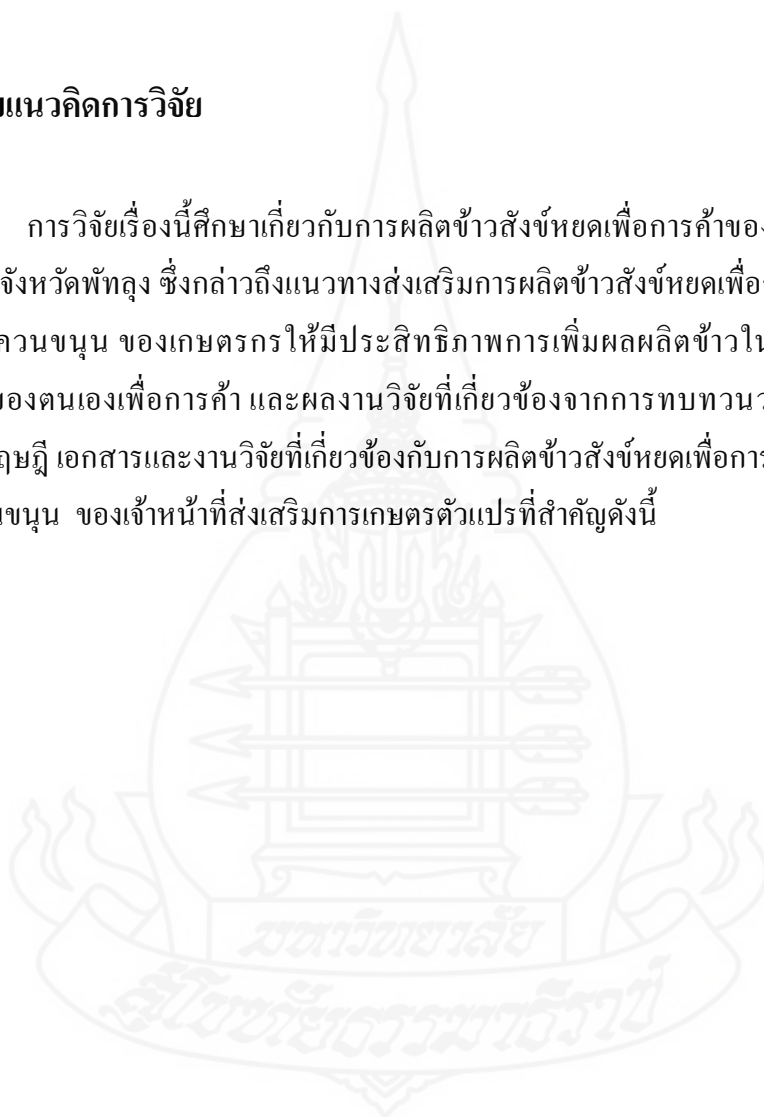 บแนวคิดการวิจัย
การวิจัยเรื่องนี้ศึกษาเกี่ยวกับการผลิตข้าวสังข์หยดเพื่อการค้าของ
จังหวัดพัทลุง ซึ่งกล่าวถึงแนวทางส่งเสริมการผลิตข้าวสังข์หยดเพื่อ
ควนขนุน ของเกษตรกรให้มีประสิทธิภาพการเพิ่มผลผลิตข้าวใน
ของตนเองเพื่อการค้า และผลงานวิจัยที่เกี่ยวข้องจากการทบทวนว
ฤษฎี เอกสารและงานวิจัยที่เกี่ยวข้องกับการผลิตข้าวสังข์หยดเพื่อการ
นขนุน ของเจ้าหน้าที่ส่งเสริมการเกษตรตัวแปรที่สำคัญดังนี้
มหาวิทยาลัย
สุโขทัยธรรมาธิราช